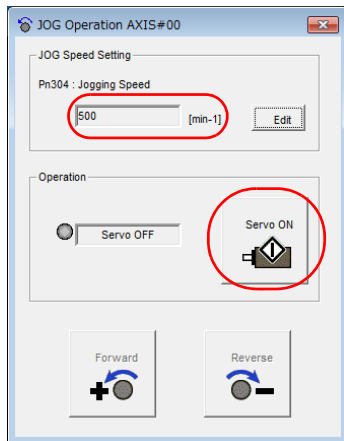 JOG Operation AXIS#00
JOG Speed Setting
Pn304 : Jogging Speed
500 [min-1] Edit
Operation
Servo OFF
Servo ON
Forward Reverse